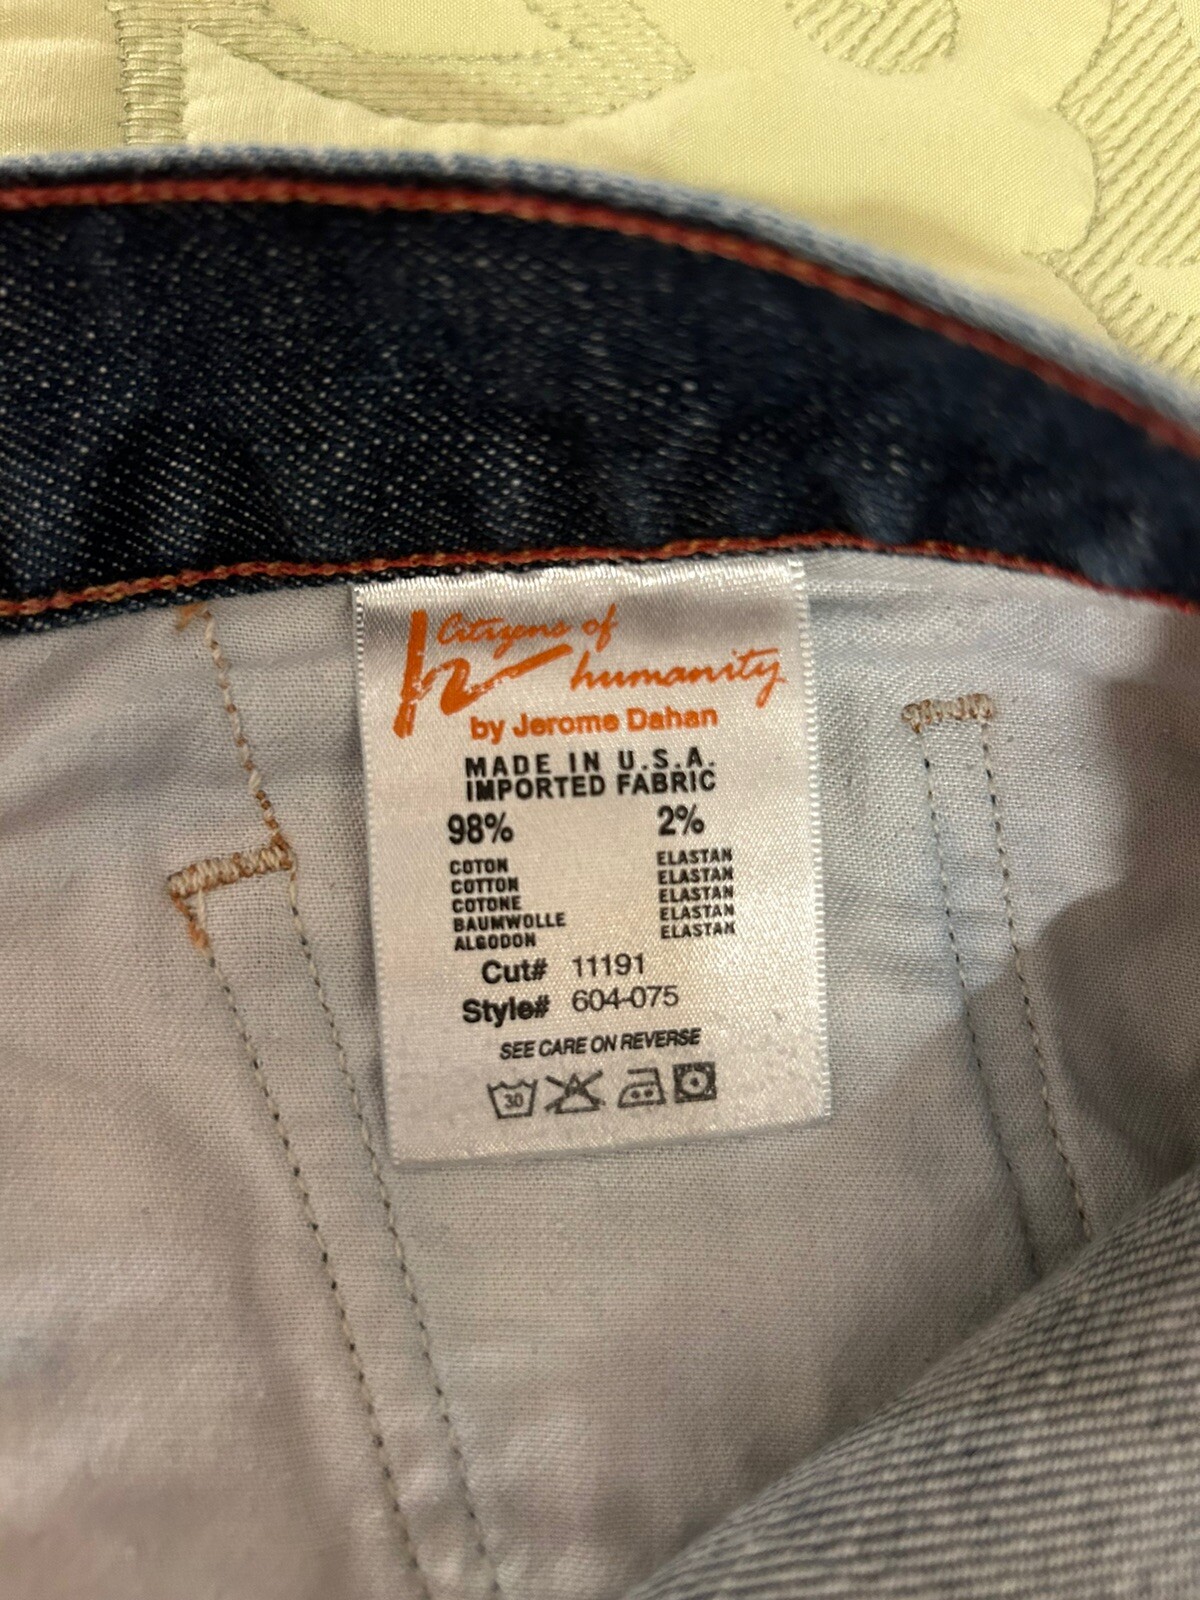 Citizens of
humanity
by Jerome Dahan
MADE IN U.S.A.
IMPORTED FABRIC
98% 2%
COTON ELASTAN
COTTON ELASTAN
COTONE ELASTAN
BAUMWOLLE ELASTAN
ALGODON ELASTAN
Cut# 11191
Style# 604-075
SEE CARE ON REVERSE
30